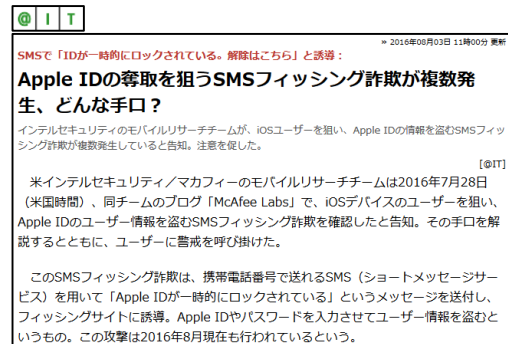 @IT
» 2016年08月03日 11時00分 更新
SMSで「IDが一時的にロックされている。解除はこちら」と誘導：
Apple IDの奪取を狙うSMSフィッシング詐欺が複数発
生、どんな手口？
インテルセキュリティのモバイルリサーチチームが、iOSユーザーを狙い、Apple IDの情報を盗むSMSフィッ
シング詐欺が複数発生していると告知。注意を促した。
[@IT]
米インテルセキュリティ／マカフィーのモバイルリサーチチームは2016年7月28日
（米国時間）、同チームのブログ「McAfee Labs」で、iOSデバイスのユーザーを狙い、
Apple IDのユーザー情報を盗むSMSフィッシング詐欺を確認したと告知。その手口を解
説するとともに、ユーザーに警戒を呼び掛けた。
このSMSフィッシング詐欺は、携帯電話番号で送れるSMS（ショートメッセージサー
ビス）を用いて「Apple IDが一時的にロックされている」というメッセージを送付し、
フィッシングサイトに誘導。Apple IDやパスワードを入力させてユーザー情報を盗むと
いうもの。この攻撃は2016年8月現在も行われているという。